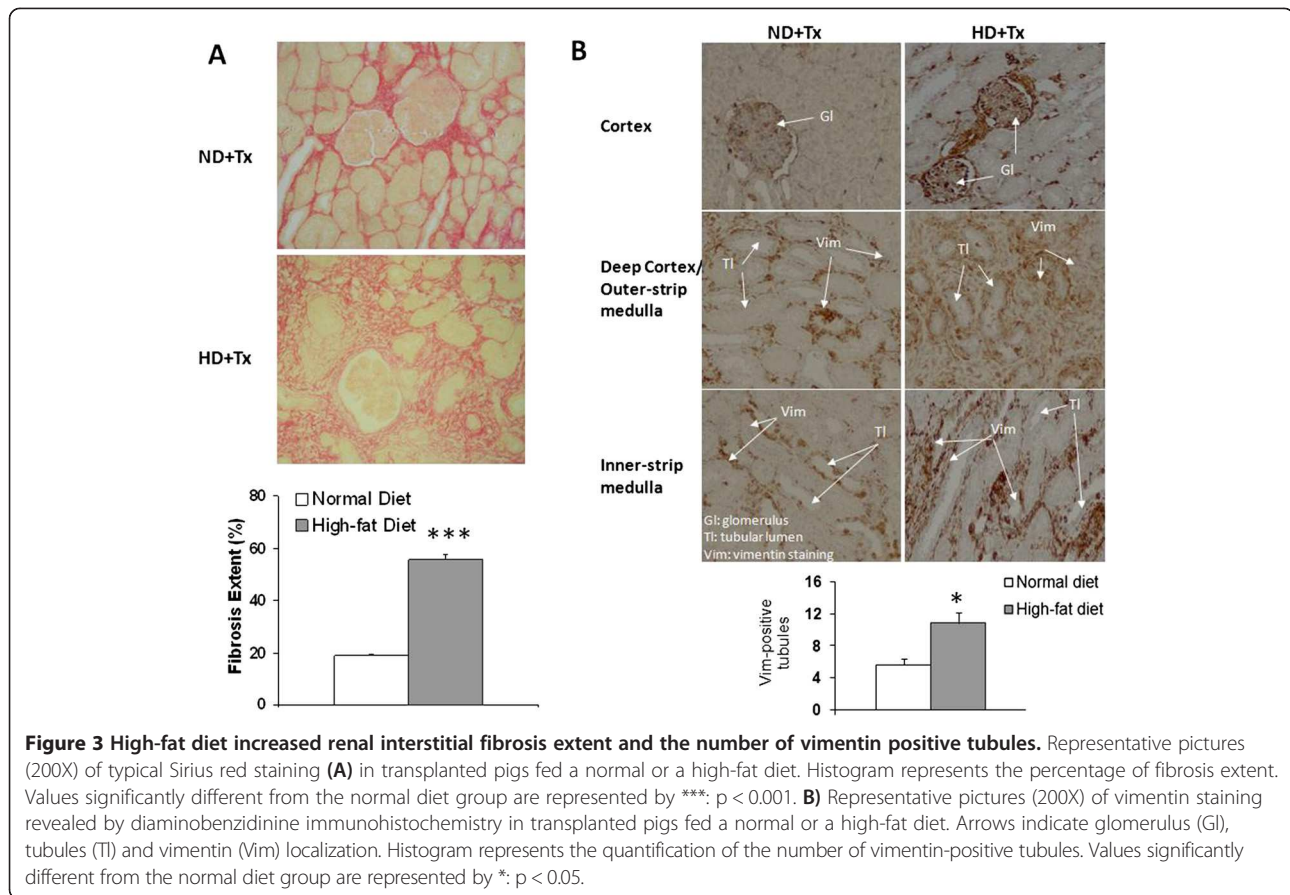 A
B
ND+Tx
HD+Tx
ND+Tx
HD+Tx
Cortex
Gl
Gl
Deep Cortex/
Outer-strip
medulla
Tl
Vim
Tl
Vim
Inner-strip
medulla
Vim
Tl
Vim
Tl
Gl: glomerulus
Tl: tubular lumen
Vim: vimentin staining
Fibrosis Extent (%)
80
60
40
20
0
Normal Diet
High-fat Diet
***
Vim-positive
tubules
16
12
8
4
0
Normal diet
High-fat diet
*
Figure 3 High-fat diet increased renal interstitial fibrosis extent and the number of vimentin positive tubules. Representative pictures
(200X) of typical Sirius red staining (A) in transplanted pigs fed a normal or a high-fat diet. Histogram represents the percentage of fibrosis extent.
Values significantly different from the normal diet group are represented by ***: p < 0.001. B) Representative pictures (200X) of vimentin staining
revealed by diaminobenzidinine immunohistochemistry in transplanted pigs fed a normal or a high-fat diet. Arrows indicate glomerulus (Gl),
tubules (Tl) and vimentin (Vim) localization. Histogram represents the quantification of the number of vimentin-positive tubules. Values significantly
different from the normal diet group are represented by *: p < 0.05.